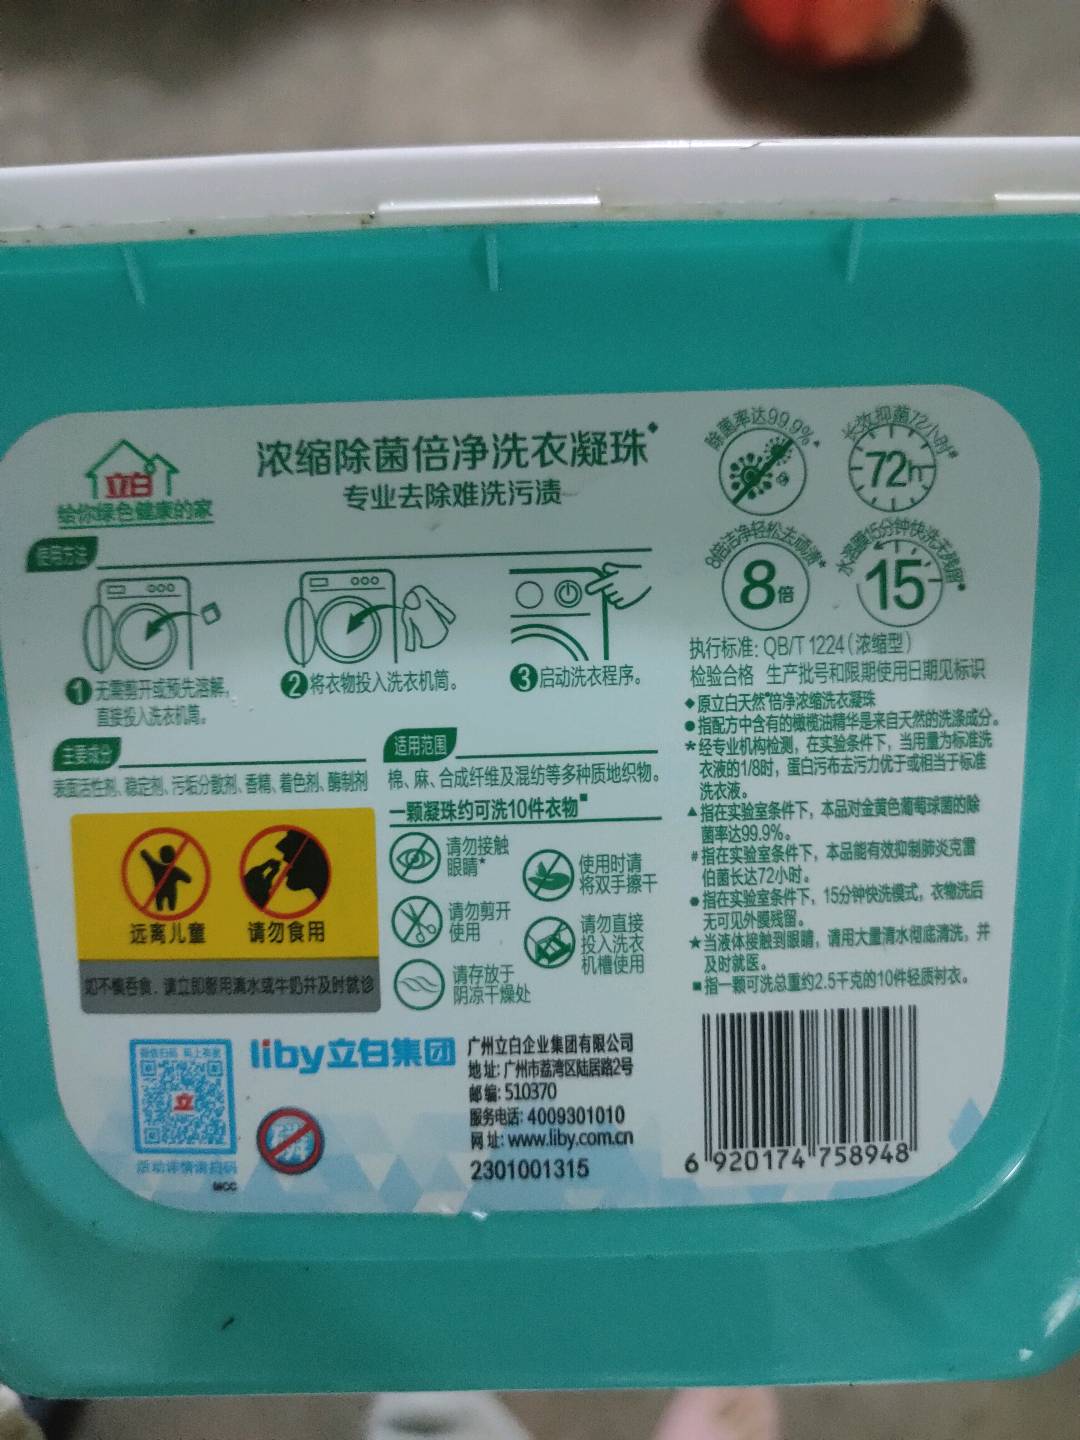 立白
给你绿色健康的家
浓缩除菌倍净洗衣凝珠◆
专业去除难洗污渍
除菌率达99.9%▲
长效抑菌72小时#
72h
8倍洁净轻松去顽渍*
8倍
水溶膜15分钟快洗无残留●
15
使用方法
❶无需剪开或预先溶解,
直接投入洗衣机筒。
❷将衣物投入洗衣机筒。
❸启动洗衣程序。
主要成分
表面活性剂、稳定剂、污垢分散剂、香精、着色剂、酶制剂
适用范围
棉、麻、合成纤维及混纺等多种质地织物。
一颗凝珠约可洗10件衣物■
请勿接触
眼睛★
使用时请
将双手擦干
请勿剪开
使用
请勿直接
投入洗衣
机槽使用
请存放于
阴凉干燥处
远离儿童
请勿食用
如不慎吞食,请立即服用清水或牛奶并及时就诊
执行标准: QB/T 1224（浓缩型）
检验合格 生产批号和限期使用日期见标识
◆原立白天然●倍净浓缩洗衣凝珠
●指配方中含有的橄榄油精华是来自天然的洗涤成分。
*经专业机构检测，在实验条件下，当用量为标准洗
衣液的1/8时，蛋白污布去污力优于或相当于标准
洗衣液。
▲指在实验室条件下，本品对金黄色葡萄球菌的除
菌率达99.9%。
#指在实验室条件下，本品能有效抑制肺炎克雷
伯菌长达72小时。
●指在实验室条件下，15分钟快洗模式，衣物洗后
无可见外膜残留。
★当液体接触到眼睛，请用大量清水彻底清洗，并
及时就医。
■指一颗可洗总重约2.5千克的10件轻质衬衣。
立
活动详情请扫码
MCC
liby立白集团
广州立白企业集团有限公司
地址: 广州市荔湾区陆居路2号
邮编: 510370
服务电话: 4009301010
网址: www.liby.com.cn
2301001315
6 920174 758948